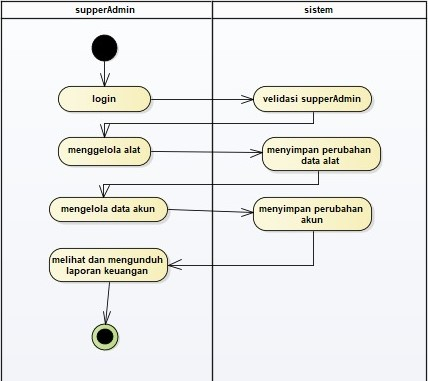 supperAdmin
sistem
login
velidasi supperAdmin
menggelola alat
menyimpan perubahan
data alat
mengelola data akun
menyimpan perubahan
akun
melihat dan mengunduh
laporan keuangan